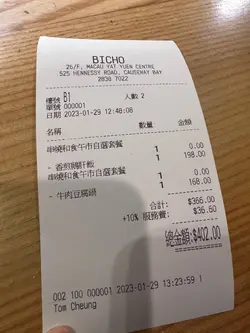 BICHO
26/F, MACAU YAT YUEN CENTRE
525 HENNESSY ROAD, CAUSEWAY BAY
2838 7022
檯號 B1 人數 2
單號 000001
日期 2023-01-29 12:48:08
名稱 數量 金額
串燒和食午市自選套餐
1 0.00
- 香煎鵝肝飯 1 198.00
串燒和食午市自選套餐
1 0.00
- 牛肉豆腐鍋 1 168.00
合計: $366.00
+10% 服務費: $36.50
總金額:$402.00
002 100 000001 2023-01-29 13:23:59 1
Tom Cheung